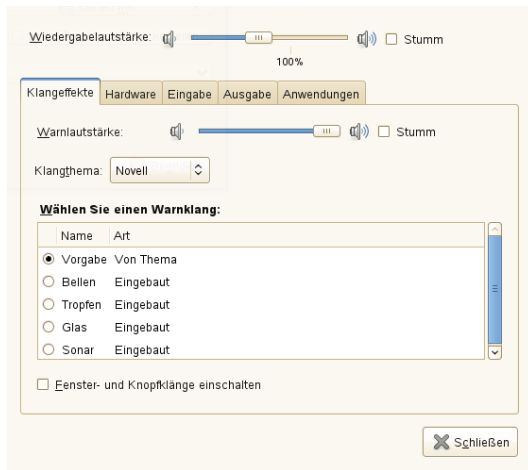 Wiedergabelautstärke: Stumm
100%
Klangeffekte Hardware Eingabe Ausgabe Anwendungen
Warnlautstärke: Stumm
Klangthema: Novell
Wählen Sie einen Warnklang:
Name Art
Vorgabe Von Thema
Bellen Eingebaut
Tropfen Eingebaut
Glas Eingebaut
Sonar Eingebaut
Fenster- und Knopfklänge einschalten
Schließen